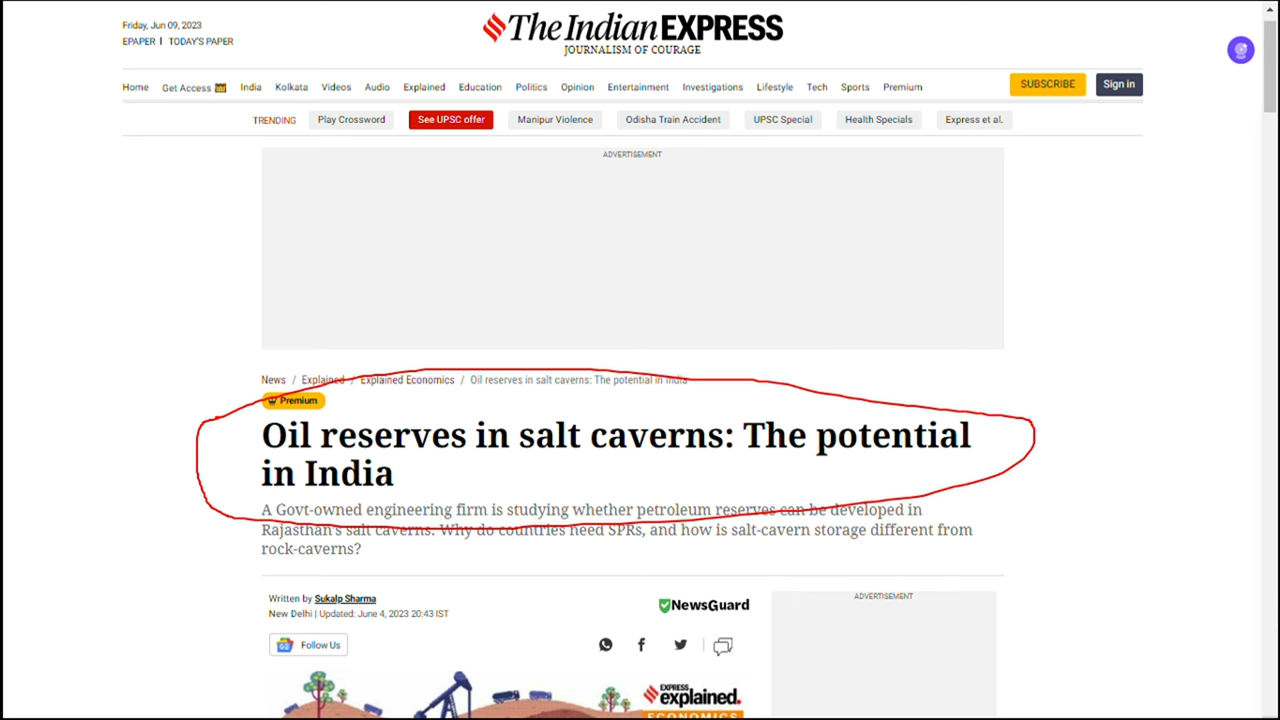 Friday, Jun 09, 2023
EPAPER | TODAY'S PAPER
The Indian EXPRESS
JOURNALISM OF COURAGE
Home Get Access India Kolkata Videos Audio Explained Education Politics Opinion Entertainment Investigations Lifestyle Tech Sports Premium
SUBSCRIBE Sign in
TRENDING Play Crossword See UPSC offer Manipur Violence Odisha Train Accident UPSC Special Health Specials Express et al.
ADVERTISEMENT
News / Explained / Explained Economics / Oil reserves in salt caverns: The potential in India
Premium
Oil reserves in salt caverns: The potential
in India
A Govt-owned engineering firm is studying whether petroleum reserves can be developed in
Rajasthan's salt caverns. Why do countries need SPRs, and how is salt-cavern storage different from
rock-caverns?
Written by Sukalp Sharma
New Delhi | Updated: June 4, 2023 20:43 IST
NewsGuard
ADVERTISEMENT
Follow Us
EXPRESS
explained.
ECONOMICS